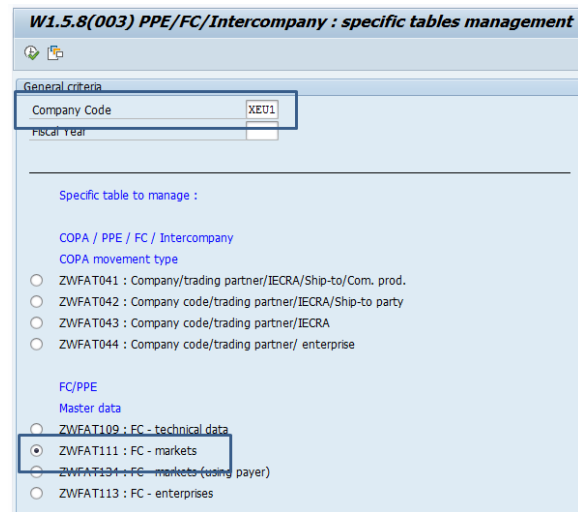 W1.5.8(003) PPE/FC/Intercompany : specific tables management
General criteria
Company Code XEU1
Fiscal Year
Specific table to manage :
COPA / PPE / FC / Intercompany
COPA movement type
ZWFAT041 : Company/trading partner/IECRA/Ship-to/Com. prod.
ZWFAT042 : Company code/trading partner/IECRA/Ship-to party
ZWFAT043 : Company code/trading partner/IECRA
ZWFAT044 : Company code/trading partner/ enterprise
FC/PPE
Master data
ZWFAT109 : FC - technical data
ZWFAT111 : FC - markets
ZWFAT134 : FC - markets (using payer)
ZWFAT113 : FC - enterprises